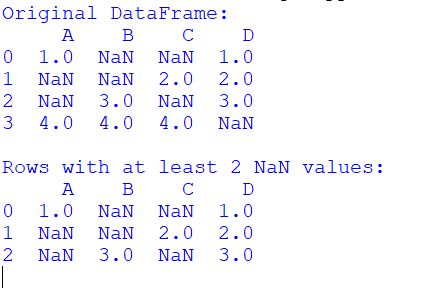 Original DataFrame:
     A    B    C    D
0  1.0  NaN  NaN  1.0
1  NaN  NaN  2.0  2.0
2  NaN  3.0  NaN  3.0
3  4.0  4.0  4.0  NaN

Rows with at least 2 NaN values:
     A    B    C    D
0  1.0  NaN  NaN  1.0
1  NaN  NaN  2.0  2.0
2  NaN  3.0  NaN  3.0